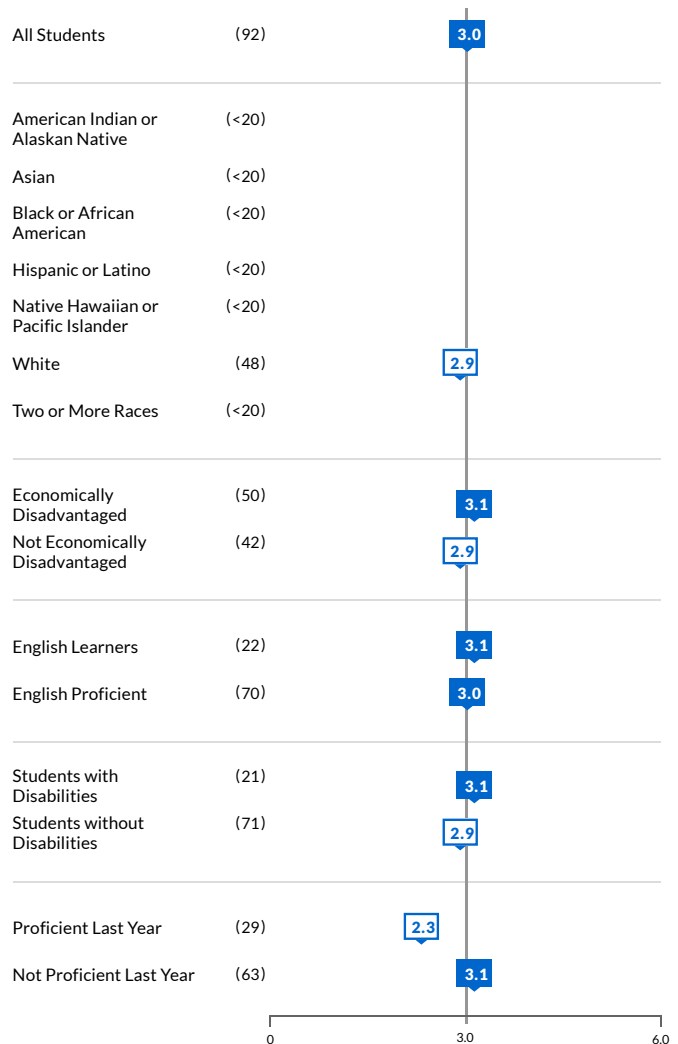 All Students (92) 3.0
American Indian or (<20)
Alaskan Native
Asian (<20)
Black or African (<20)
American
Hispanic or Latino (<20)
Native Hawaiian or (<20)
Pacific Islander
White (48) 2.9
Two or More Races (<20)
Economically (50) 3.1
Disadvantaged
Not Economically (42) 2.9
Disadvantaged
English Learners (22) 3.1
English Proficient (70) 3.0
Students with (21) 3.1
Disabilities
Students without (71) 2.9
Disabilities
Proficient Last Year (29) 2.3
Not Proficient Last Year (63) 3.1
0 3.0 6.0